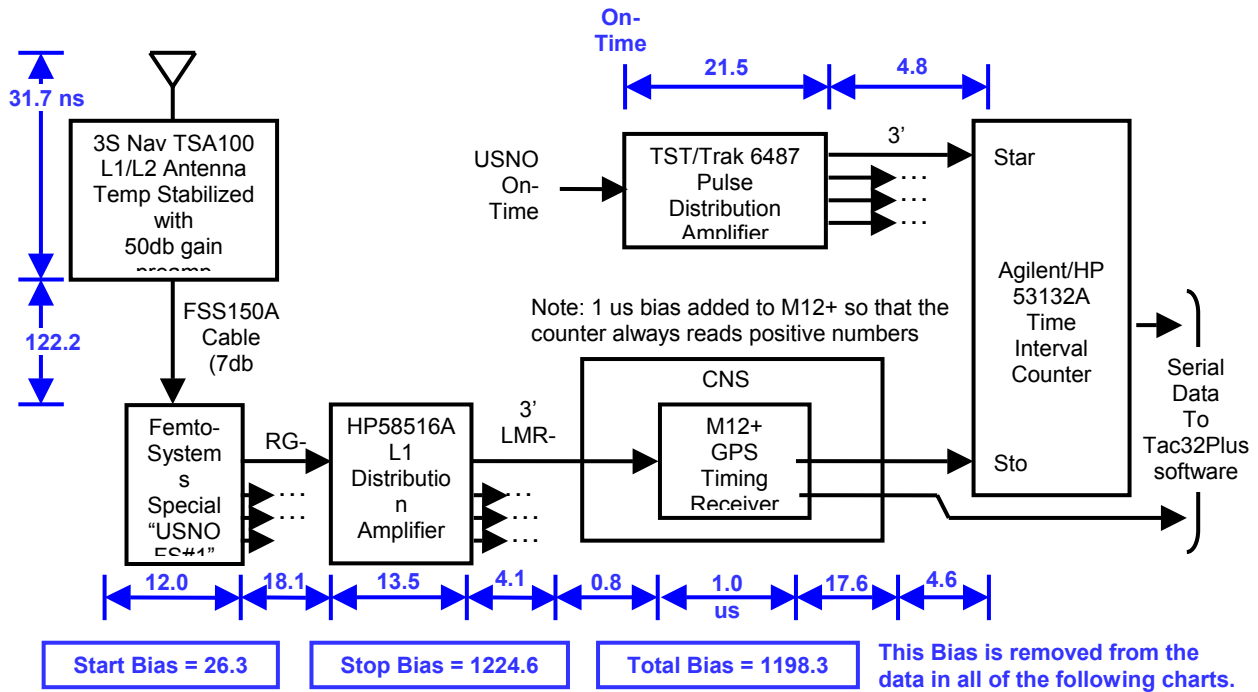 On-
Time
31.7 ns
21.5
4.8
3S Nav TSA100
L1/L2 Antenna
Temp Stabilized
with
50db gain
preamp
USNO
On-
Time
TST/Trak 6487
Pulse
Distribution
Amplifier
3’
...
...
...
Star
Agilent/HP
53132A
Time
Interval
Counter
Sto
122.2
FSS150A
Cable
(7db
Note: 1 us bias added to M12+ so that the
counter always reads positive numbers
CNS
Serial
Data
To
Tac32Plus
software
Femto-
System
s
Special
“USNO
FS#1”
RG-
...
...
HP58516A
L1
Distributio
n
Amplifier
3’
LMR-
...
...
...
M12+
GPS
Timing
Receiver
12.0
18.1
13.5
4.1
0.8
1.0
us
17.6
4.6
Start Bias = 26.3
Stop Bias = 1224.6
Total Bias = 1198.3
This Bias is removed from the
data in all of the following charts.